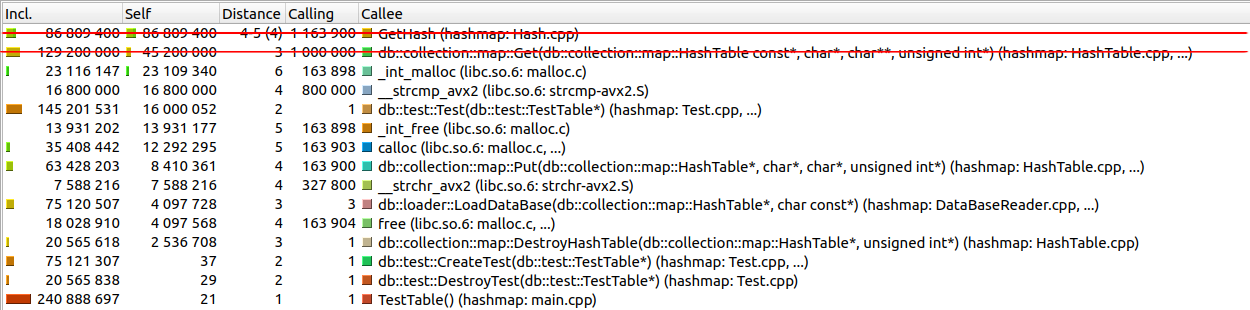 Incl. Self Distance Calling Callee
86 809 400 86 809 400 4-5 (4) 1 163 900 GetHash (hashmap: Hash.cpp)
129 200 000 45 200 000 3 1 000 000 db::collection::map::Get(db::collection::map::HashTable const*, char*, char**, unsigned int*) (hashmap: HashTable.cpp, ...)
23 116 147 23 109 340 6 163 898 _int_malloc (libc.so.6: malloc.c)
16 800 000 16 800 000 4 800 000 __strcmp_avx2 (libc.so.6: strcmp-avx2.S)
145 201 531 16 000 052 2 1 db::test::Test(db::test::TestTable*) (hashmap: Test.cpp, ...)
13 931 202 13 931 177 5 163 898 _int_free (libc.so.6: malloc.c)
35 408 442 12 292 295 5 163 903 calloc (libc.so.6: malloc.c, ...)
63 428 203 8 410 361 4 163 900 db::collection::map::Put(db::collection::map::HashTable*, char*, char*, unsigned int*) (hashmap: HashTable.cpp, ...)
7 588 216 7 588 216 4 327 800 __strchr_avx2 (libc.so.6: strchr-avx2.S)
75 120 507 4 097 728 3 3 db::loader::LoadDataBase(db::collection::map::HashTable*, char const*) (hashmap: DataBaseReader.cpp, ...)
18 028 910 4 097 568 4 163 904 free (libc.so.6: malloc.c, ...)
20 565 618 2 536 708 3 1 db::collection::map::DestroyHashTable(db::collection::map::HashTable*, unsigned int*) (hashmap: HashTable.cpp)
75 121 307 37 2 1 db::test::CreateTest(db::test::TestTable*) (hashmap: Test.cpp, ...)
20 565 838 29 2 1 db::test::DestroyTest(db::test::TestTable*) (hashmap: Test.cpp)
240 888 697 21 1 1 TestTable() (hashmap: main.cpp)